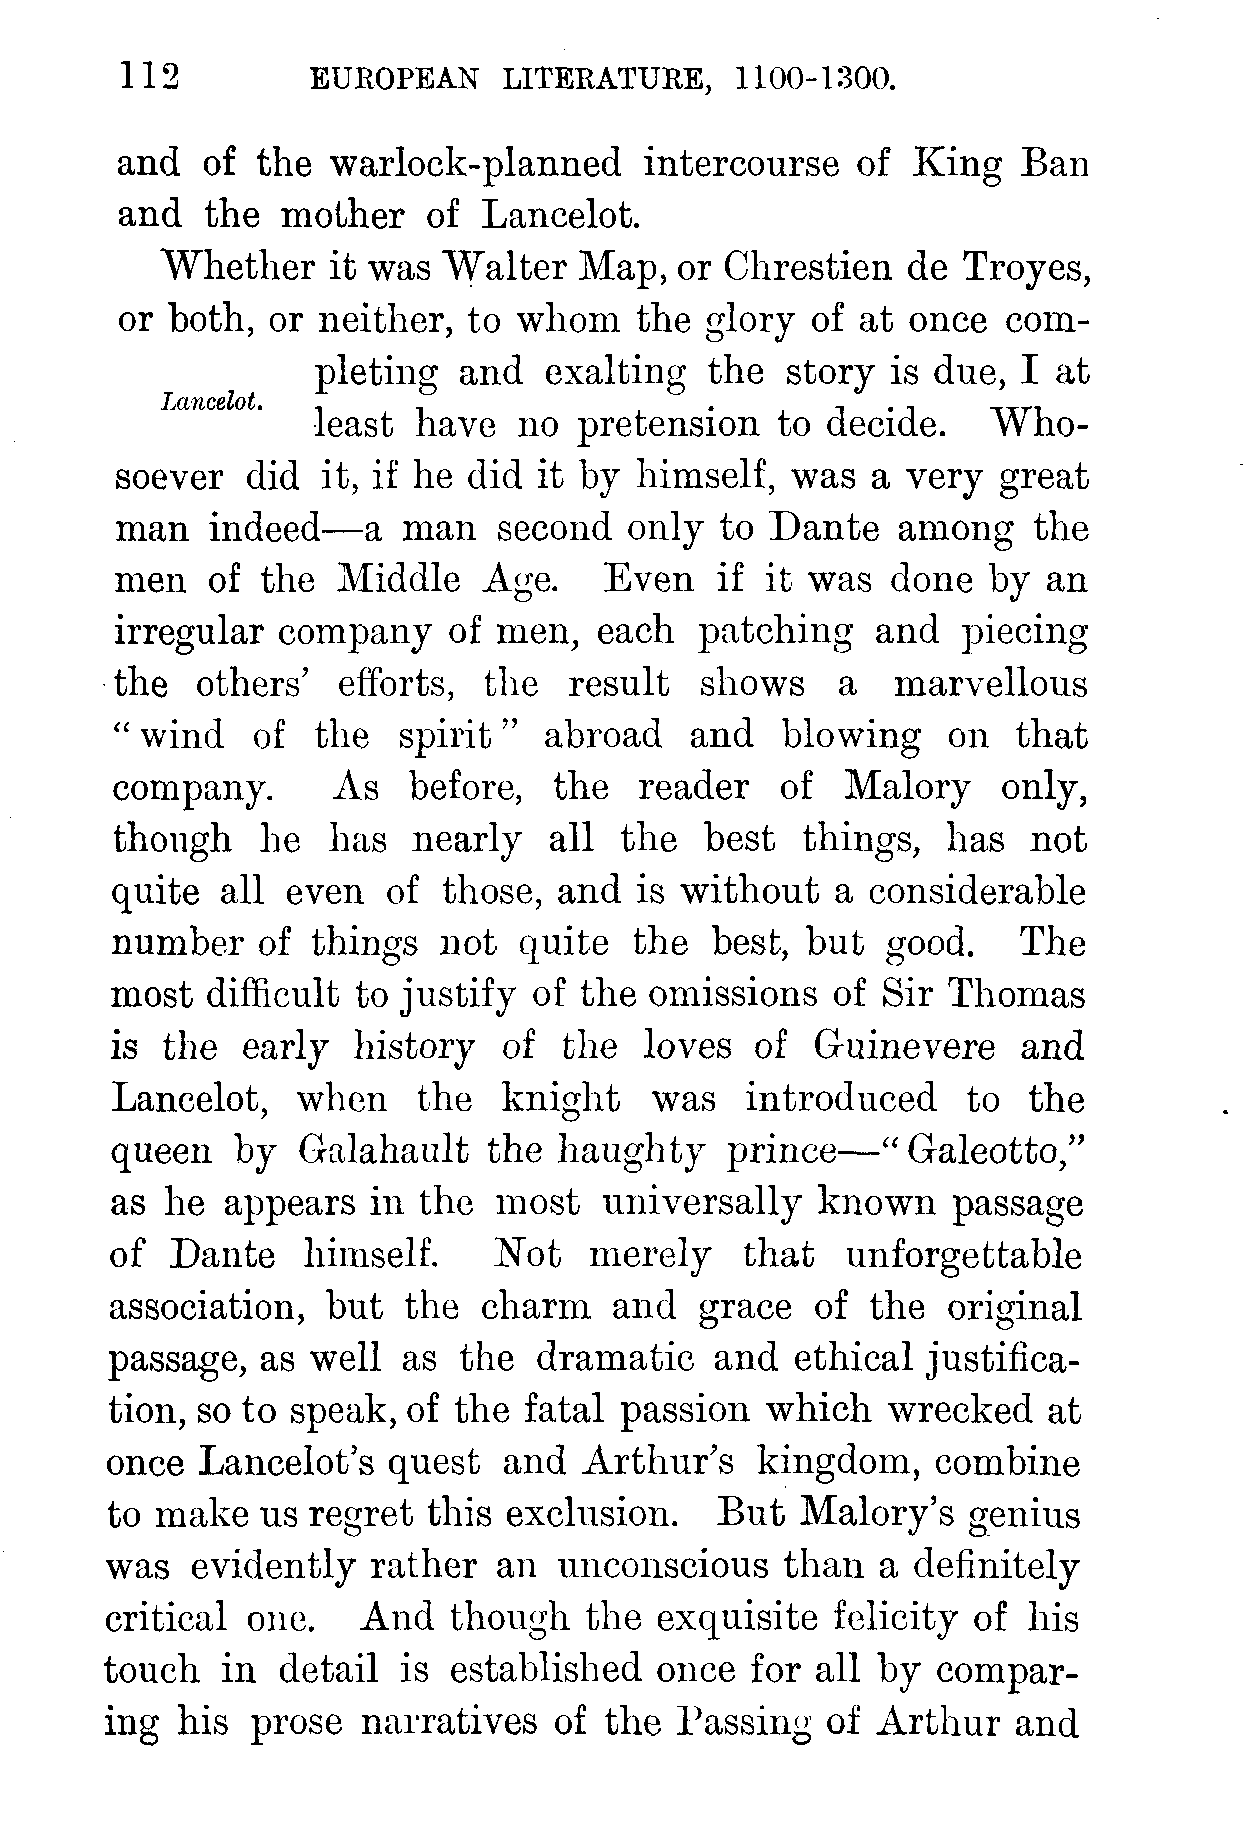 112 EUROPEAN LITERATURE, 1100-1300.
and of the warlock-planned intercourse of King Ban
and the mother of Lancelot.
Whether it was Walter Map, or Chrestien de Troyes,
or both, or neither, to whom the glory of at once com-
pleting and exalting the story is due, I at
Lancelot.
least have no pretension to decide. Who-
soever did it, if he did it by himself, was a very great
man indeed—a man second only to Dante among the
men of the Middle Age. Even if it was done by an
irregular company of men, each patching and piecing
the others' efforts, the result shows a marvellous
"wind of the spirit" abroad and blowing on that
company. As before, the reader of Malory only,
though he has nearly all the best things, has not
quite all even of those, and is without a considerable
number of things not quite the best, but good. The
most difficult to justify of the omissions of Sir Thomas
is the early history of the loves of Guinevere and
Lancelot, when the knight was introduced to the
queen by Galahault the haughty prince—"Galeotto,"
as he appears in the most universally known passage
of Dante himself. Not merely that unforgettable
association, but the charm and grace of the original
passage, as well as the dramatic and ethical justifica-
tion, so to speak, of the fatal passion which wrecked at
once Lancelot's quest and Arthur's kingdom, combine
to make us regret this exclusion. But Malory's genius
was evidently rather an unconscious than a definitely
critical one. And though the exquisite felicity of his
touch in detail is established once for all by compar-
ing his prose narratives of the Passing of Arthur and